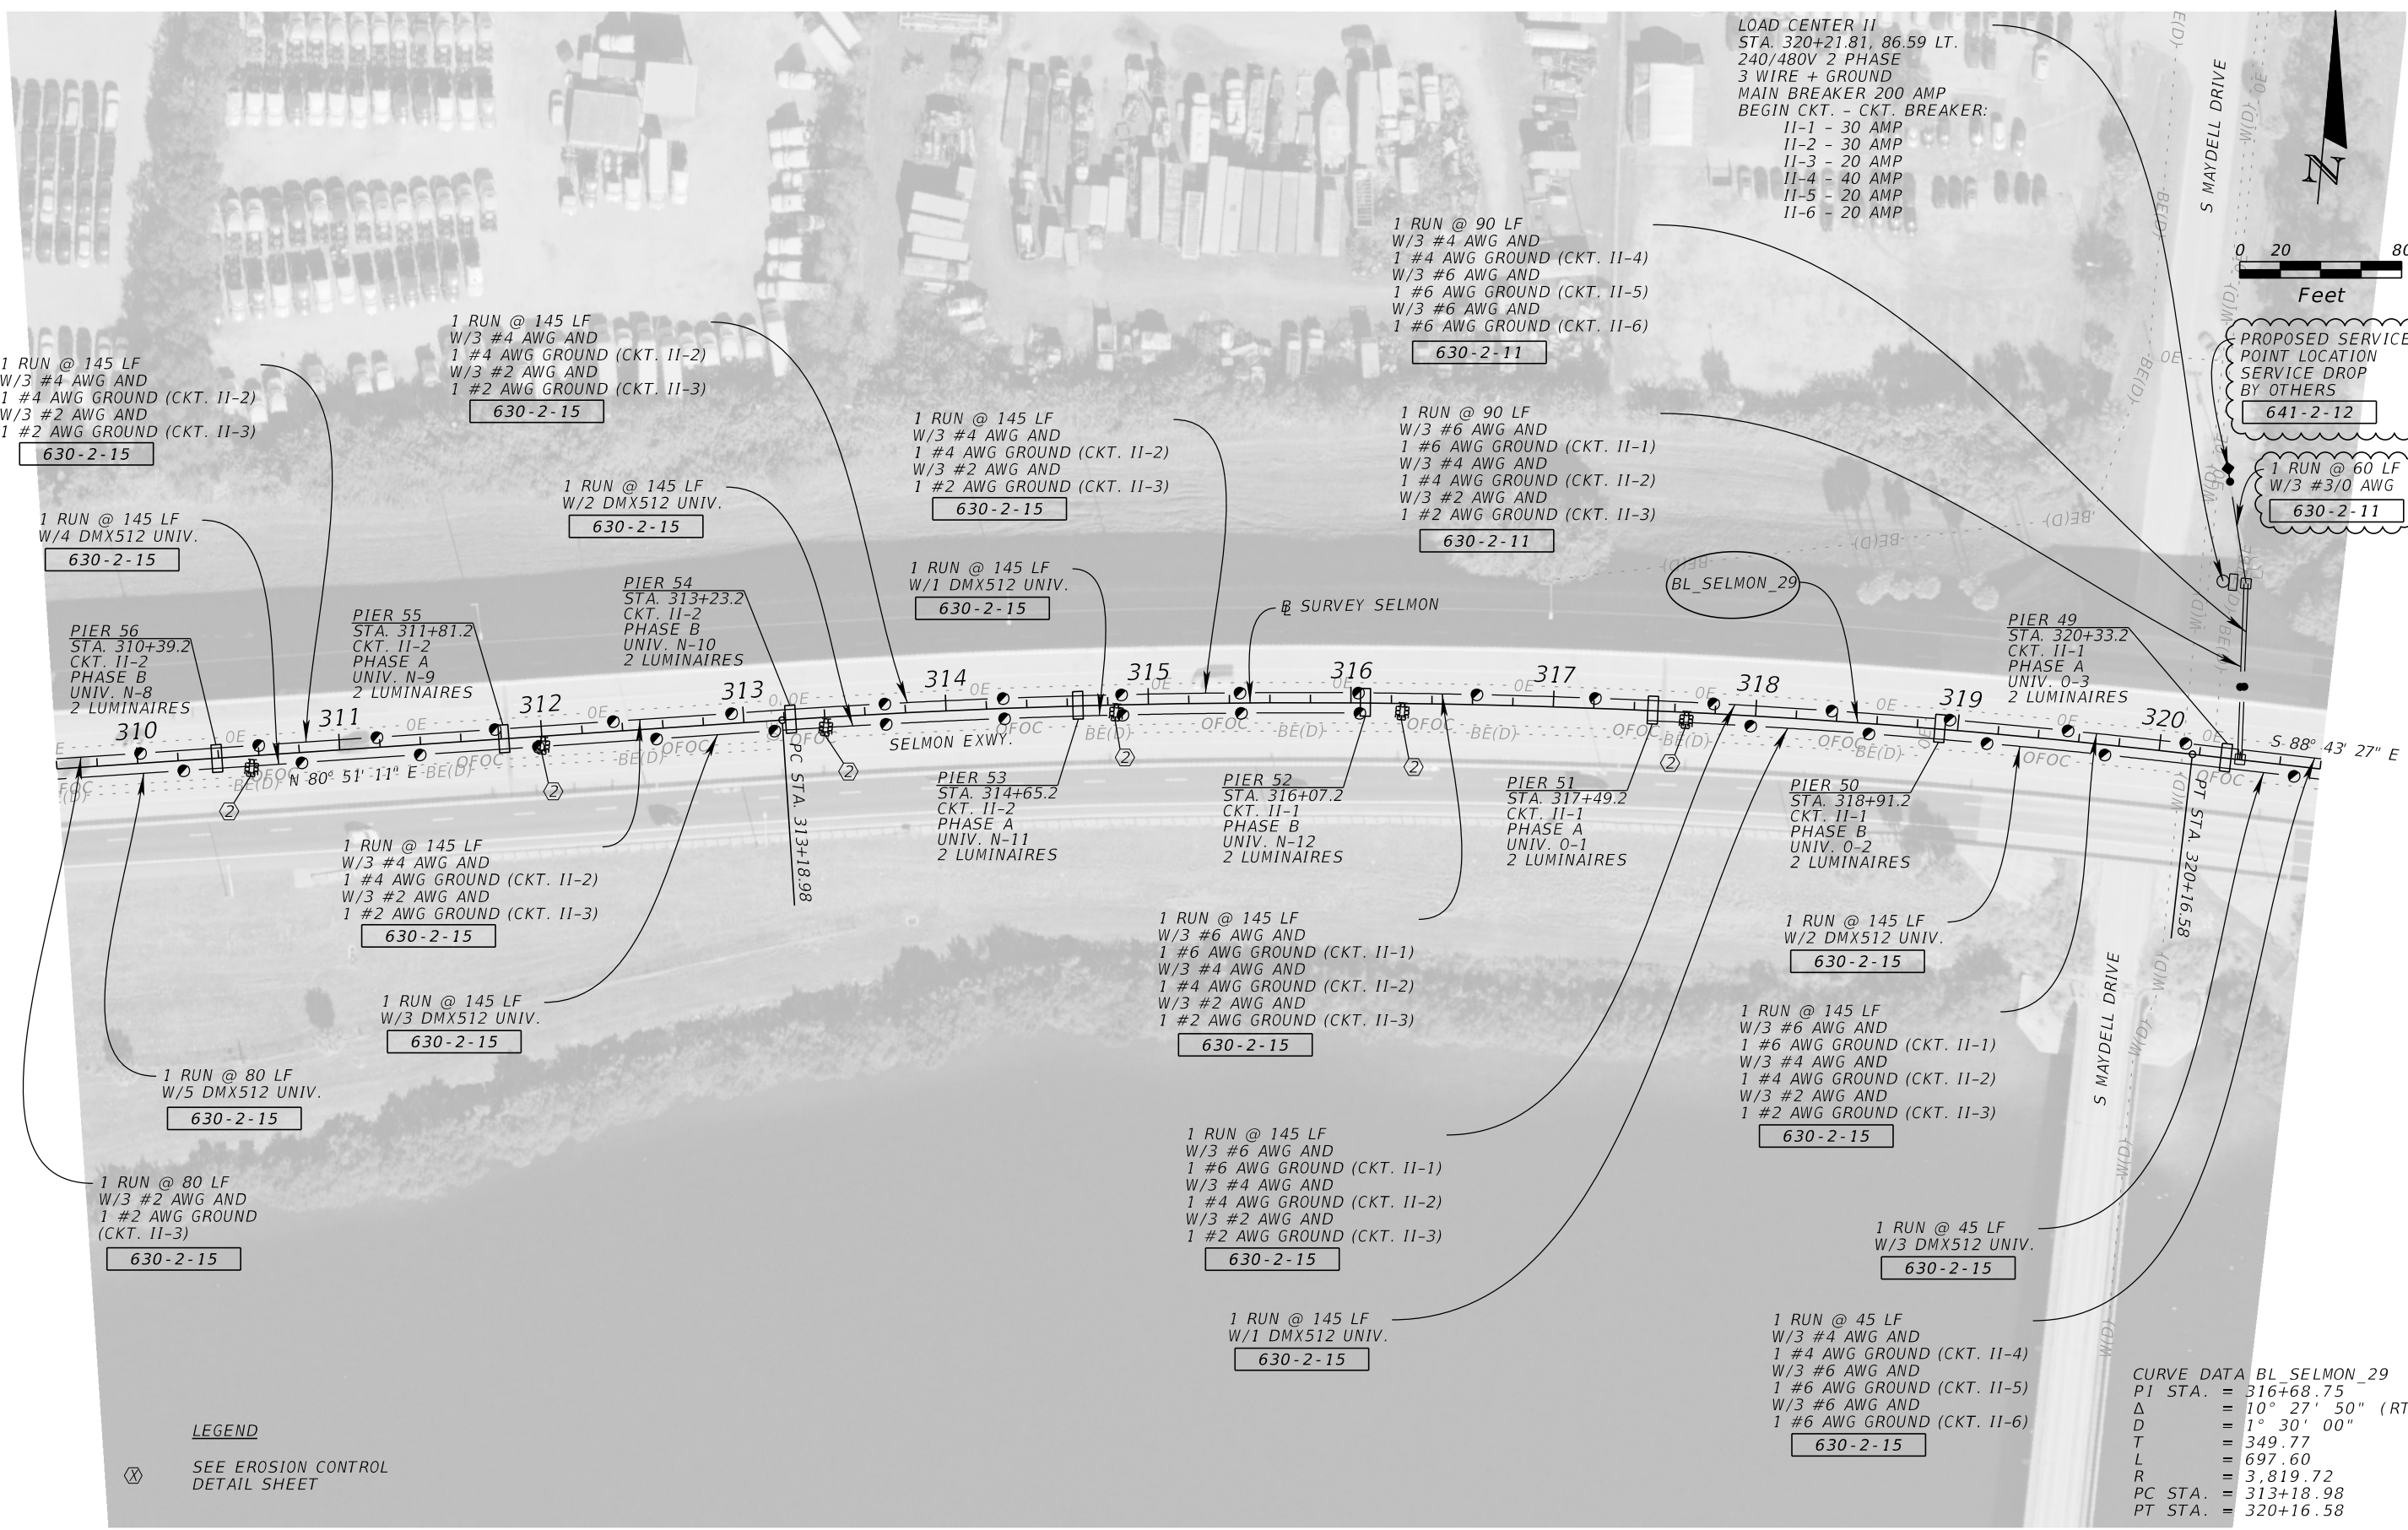 LOAD CENTER II
STA. 320+21.81, 86.59 LT.
240/480V 2 PHASE
3 WIRE + GROUND
MAIN BREAKER 200 AMP
BEGIN CKT. - CKT. BREAKER:
II-1 - 30 AMP
II-2 - 30 AMP
II-3 - 20 AMP
II-4 - 40 AMP
II-5 - 20 AMP
II-6 - 20 AMP
S MAYDELL DRIVE
N
0 20 80
Feet
PROPOSED SERVICE
POINT LOCATION
SERVICE DROP
BY OTHERS
641-2-12
1 RUN @ 60 LF
W/3 #3/0 AWG
630-2-11
1 RUN @ 90 LF
W/3 #4 AWG AND
1 #4 AWG GROUND (CKT. II-4)
W/3 #6 AWG AND
1 #6 AWG GROUND (CKT. II-5)
W/3 #6 AWG AND
1 #6 AWG GROUND (CKT. II-6)
630-2-11
1 RUN @ 90 LF
W/3 #6 AWG AND
1 #6 AWG GROUND (CKT. II-1)
W/3 #4 AWG AND
1 #4 AWG GROUND (CKT. II-2)
W/3 #2 AWG AND
1 #2 AWG GROUND (CKT. II-3)
630-2-11
1 RUN @ 145 LF
W/3 #4 AWG AND
1 #4 AWG GROUND (CKT. II-2)
W/3 #2 AWG AND
1 #2 AWG GROUND (CKT. II-3)
630-2-15
1 RUN @ 145 LF
W/3 #4 AWG AND
1 #4 AWG GROUND (CKT. II-2)
W/3 #2 AWG AND
1 #2 AWG GROUND (CKT. II-3)
630-2-15
1 RUN @ 145 LF
W/3 #4 AWG AND
1 #4 AWG GROUND (CKT. II-2)
W/3 #2 AWG AND
1 #2 AWG GROUND (CKT. II-3)
630-2-15
1 RUN @ 145 LF
W/4 DMX512 UNIV.
630-2-15
1 RUN @ 145 LF
W/2 DMX512 UNIV.
630-2-15
1 RUN @ 145 LF
W/1 DMX512 UNIV.
630-2-15
BL SURVEY SELMON
BL_SELMON_29
PIER 56
STA. 310+39.2
CKT. II-2
PHASE B
UNIV. N-8
2 LUMINAIRES
PIER 55
STA. 311+81.2
CKT. II-2
PHASE A
UNIV. N-9
2 LUMINAIRES
PIER 54
STA. 313+23.2
CKT. II-2
PHASE B
UNIV. N-10
2 LUMINAIRES
PIER 49
STA. 320+33.2
CKT. II-1
PHASE A
UNIV. O-3
2 LUMINAIRES
310 311 312 313 314 315 316 317 318 319 320
N 80° 51' 11" E
SELMON EXWY.
S 88° 43' 27" E
OE OE OE OE OE OE OE OE OE
OFOC OFOC OFOC OFOC OFOC OFOC OFOC OFOC OFOC OFOC
BE(D) BE(D) BE(D) BE(D) BE(D) BE(D) BE(D) BE(D)
2 2 2 2 2 2
PC STA. 313+18.98
PT STA. 320+16.58
PIER 53
STA. 314+65.2
CKT. II-2
PHASE A
UNIV. N-11
2 LUMINAIRES
PIER 52
STA. 316+07.2
CKT. II-1
PHASE B
UNIV. N-12
2 LUMINAIRES
PIER 51
STA. 317+49.2
CKT. II-1
PHASE A
UNIV. O-1
2 LUMINAIRES
PIER 50
STA. 318+91.2
CKT. II-1
PHASE B
UNIV. O-2
2 LUMINAIRES
1 RUN @ 145 LF
W/3 #4 AWG AND
1 #4 AWG GROUND (CKT. II-2)
W/3 #2 AWG AND
1 #2 AWG GROUND (CKT. II-3)
630-2-15
1 RUN @ 145 LF
W/3 DMX512 UNIV.
630-2-15
1 RUN @ 80 LF
W/5 DMX512 UNIV.
630-2-15
1 RUN @ 80 LF
W/3 #2 AWG AND
1 #2 AWG GROUND
(CKT. II-3)
630-2-15
1 RUN @ 145 LF
W/3 #6 AWG AND
1 #6 AWG GROUND (CKT. II-1)
W/3 #4 AWG AND
1 #4 AWG GROUND (CKT. II-2)
W/3 #2 AWG AND
1 #2 AWG GROUND (CKT. II-3)
630-2-15
1 RUN @ 145 LF
W/3 #6 AWG AND
1 #6 AWG GROUND (CKT. II-1)
W/3 #4 AWG AND
1 #4 AWG GROUND (CKT. II-2)
W/3 #2 AWG AND
1 #2 AWG GROUND (CKT. II-3)
630-2-15
1 RUN @ 145 LF
W/1 DMX512 UNIV.
630-2-15
1 RUN @ 145 LF
W/2 DMX512 UNIV.
630-2-15
1 RUN @ 145 LF
W/3 #6 AWG AND
1 #6 AWG GROUND (CKT. II-1)
W/3 #4 AWG AND
1 #4 AWG GROUND (CKT. II-2)
W/3 #2 AWG AND
1 #2 AWG GROUND (CKT. II-3)
630-2-15
S MAYDELL DRIVE
1 RUN @ 45 LF
W/3 DMX512 UNIV.
630-2-15
1 RUN @ 45 LF
W/3 #4 AWG AND
1 #4 AWG GROUND (CKT. II-4)
W/3 #6 AWG AND
1 #6 AWG GROUND (CKT. II-5)
W/3 #6 AWG AND
1 #6 AWG GROUND (CKT. II-6)
630-2-15
CURVE DATA BL_SELMON_29
PI STA. = 316+68.75
Δ = 10° 27' 50" (RT
D = 1° 30' 00"
T = 349.77
L = 697.60
R = 3,819.72
PC STA. = 313+18.98
PT STA. = 320+16.58
LEGEND
X SEE EROSION CONTROL
DETAIL SHEET